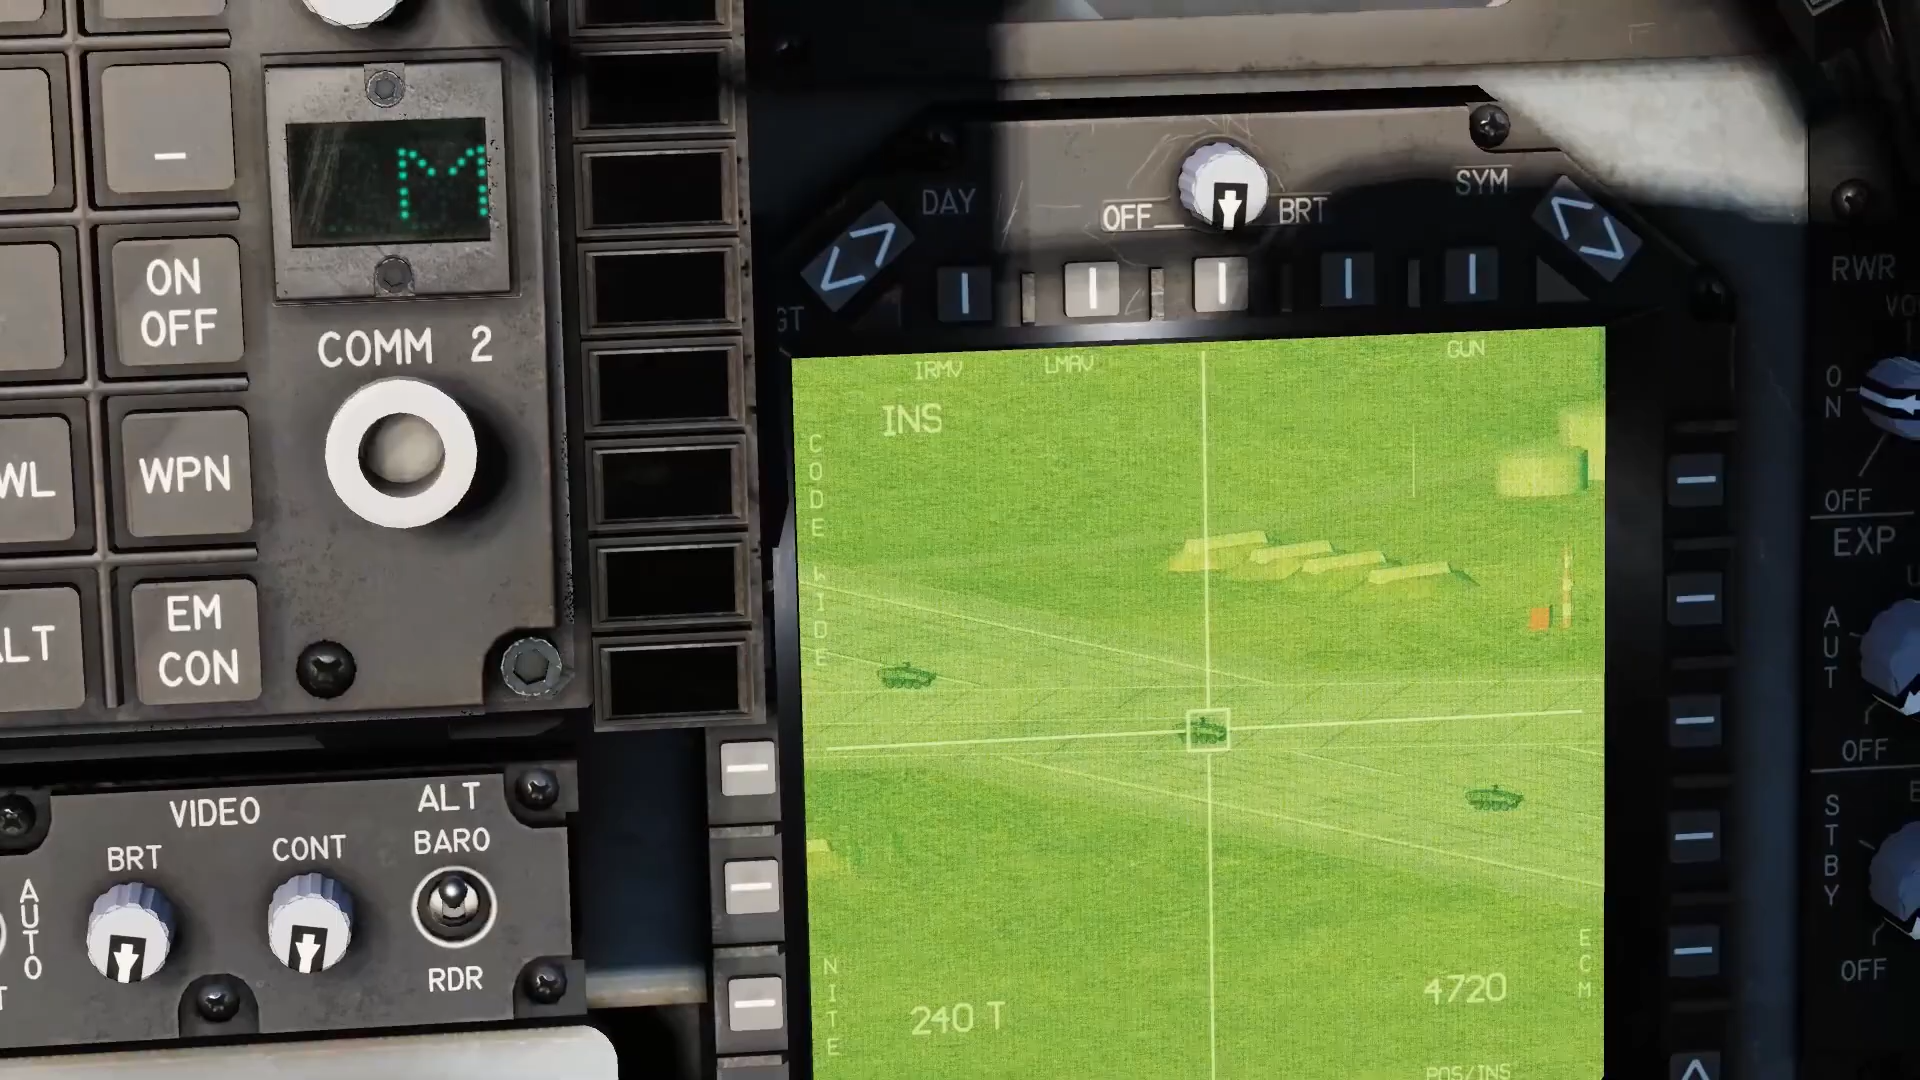 M
–
ON
OFF
COMM 2
WL
WPN
EM
CON
VIDEO
BRT
CONT
ALT
BARO
RDR
AUTO
DAY
OFF
BRT
SYM
IRMV
LMAV
GUN
INS
CODE
NITE
240 T
4720
ECM
POS/INS
RWR
ON
OFF
EXP
AUT
OFF
STBY
OFF